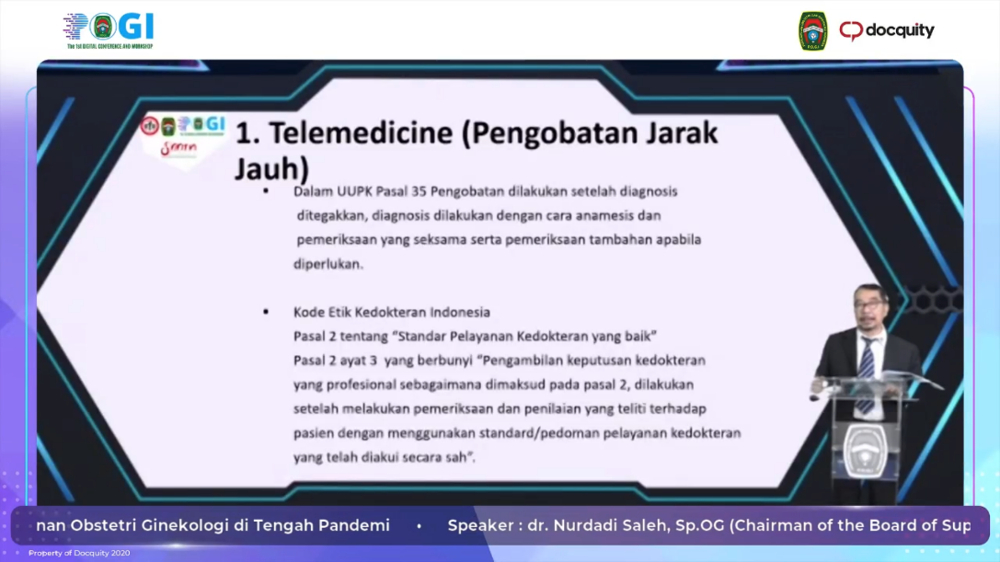 POGI
The 1st DIGITAL CONFERENCE AND WORKSHOP
P.O.G.I
docquity
POGI
1. Telemedicine (Pengobatan Jarak
Jauh)
• Dalam UUPK Pasal 35 Pengobatan dilakukan setelah diagnosis
ditegakkan, diagnosis dilakukan dengan cara anamesis dan
pemeriksaan yang seksama serta pemeriksaan tambahan apabila
diperlukan.
• Kode Etik Kedokteran Indonesia
Pasal 2 tentang “Standar Pelayanan Kedokteran yang baik”
Pasal 2 ayat 3 yang berbunyi “Pengambilan keputusan kedokteran
yang profesional sebagaimana dimaksud pada pasal 2, dilakukan
setelah melakukan pemeriksaan dan penilaian yang teliti terhadap
pasien dengan menggunakan standard/pedoman pelayanan kedokteran
yang telah diakui secara sah”.
nan Obstetri Ginekologi di Tengah Pandemi • Speaker : dr. Nurdadi Saleh, Sp.OG (Chairman of the Board of Sup
Property of Docquity 2020